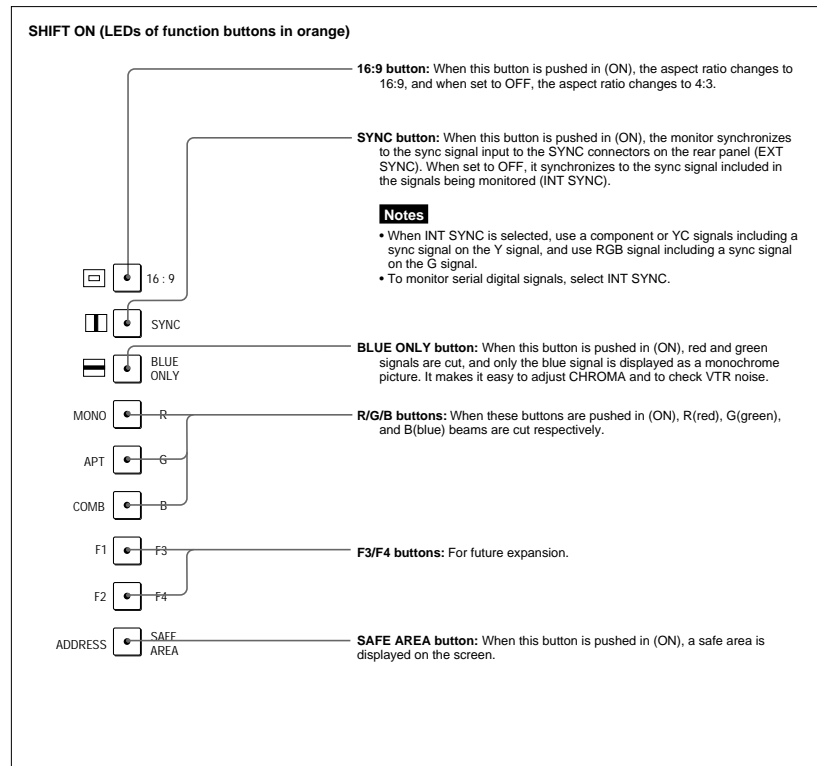 SHIFT ON (LEDs of function buttons in orange)
16:9 button: When this button is pushed in (ON), the aspect ratio changes to
16:9, and when set to OFF, the aspect ratio changes to 4:3.
SYNC button: When this button is pushed in (ON), the monitor synchronizes
to the sync signal input to the SYNC connectors on the rear panel (EXT
SYNC). When set to OFF, it synchronizes to the sync signal included in
the signals being monitored (INT SYNC).
Notes
• When INT SYNC is selected, use a component or YC signals including a
sync signal on the Y signal, and use RGB signal including a sync signal
on the G signal.
• To monitor serial digital signals, select INT SYNC.
16 : 9
SYNC
BLUE
ONLY
BLUE ONLY button: When this button is pushed in (ON), red and green
signals are cut, and only the blue signal is displayed as a monochrome
picture. It makes it easy to adjust CHROMA and to check VTR noise.
MONO R
R/G/B buttons: When these buttons are pushed in (ON), R(red), G(green),
and B(blue) beams are cut respectively.
APT G
COMB B
F1 F3
F3/F4 buttons: For future expansion.
F2 F4
ADDRESS SAFE
AREA
SAFE AREA button: When this button is pushed in (ON), a safe area is
displayed on the screen.